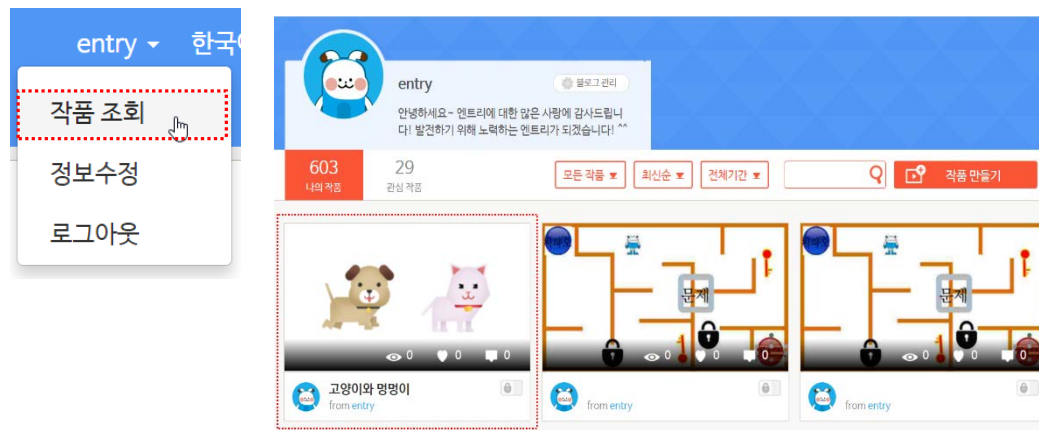 entry 한국어
작품 조회
정보수정
로그아웃
entry
블로그 관리
안녕하세요~ 엔트리에 대한 많은 사랑에 감사드립니
다! 발전하기 위해 노력하는 엔트리가 되겠습니다! ^^
603
나의 작품
29
관심 작품
모든 작품
최신순
전체기간
작품 만들기
문제
문제
0 0 0
0 0 0
0 0 0
고양이와 멍멍이
from entry
from entry
from entry